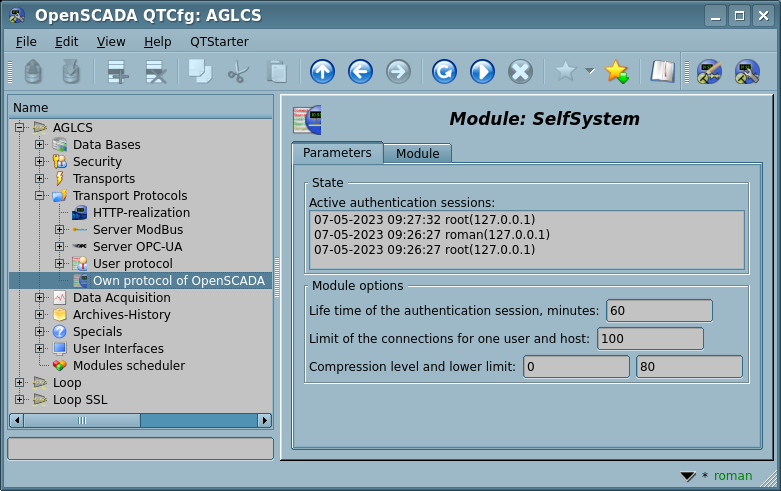 OpenSCADA QTCfg: AGLCS
File Edit View Help QTStarter
Name
AGLCS
Data Bases
Security
Transports
Transport Protocols
HTTP-realization
Server ModBus
Server OPC-UA
User protocol
Own protocol of OpenSCADA
Data Acquisition
Archives-History
Specials
User Interfaces
Modules scheduler
Loop
Loop SSL
Module: SelfSystem
Parameters Module
State
Active authentication sessions:
07-05-2023 09:27:32 root(127.0.0.1)
07-05-2023 09:26:27 roman(127.0.0.1)
07-05-2023 09:26:27 root(127.0.0.1)
Module options
Life time of the authentication session, minutes: 60
Limit of the connections for one user and host: 100
Compression level and lower limit: 0 80
* roman